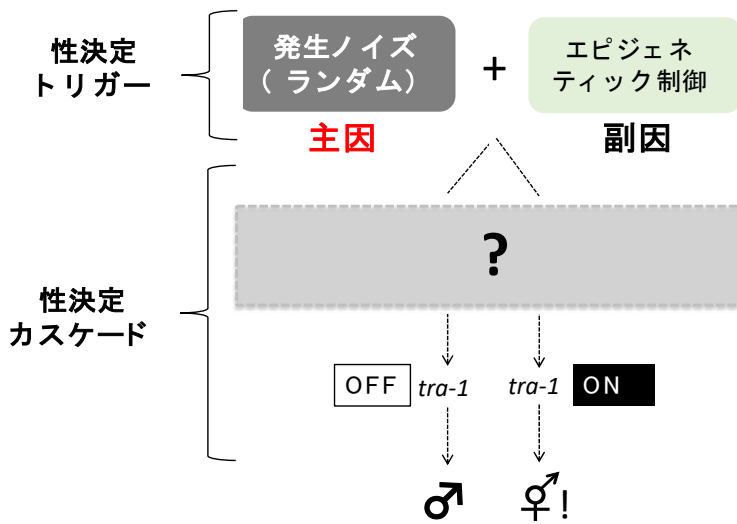 性決定
トリガー
発生ノイズ
(ランダム)
+
エピジェネ
ティック制御
主因
副因
?
性決定
カスケード
OFF tra-1
tra-1 ON
♂
⚥!